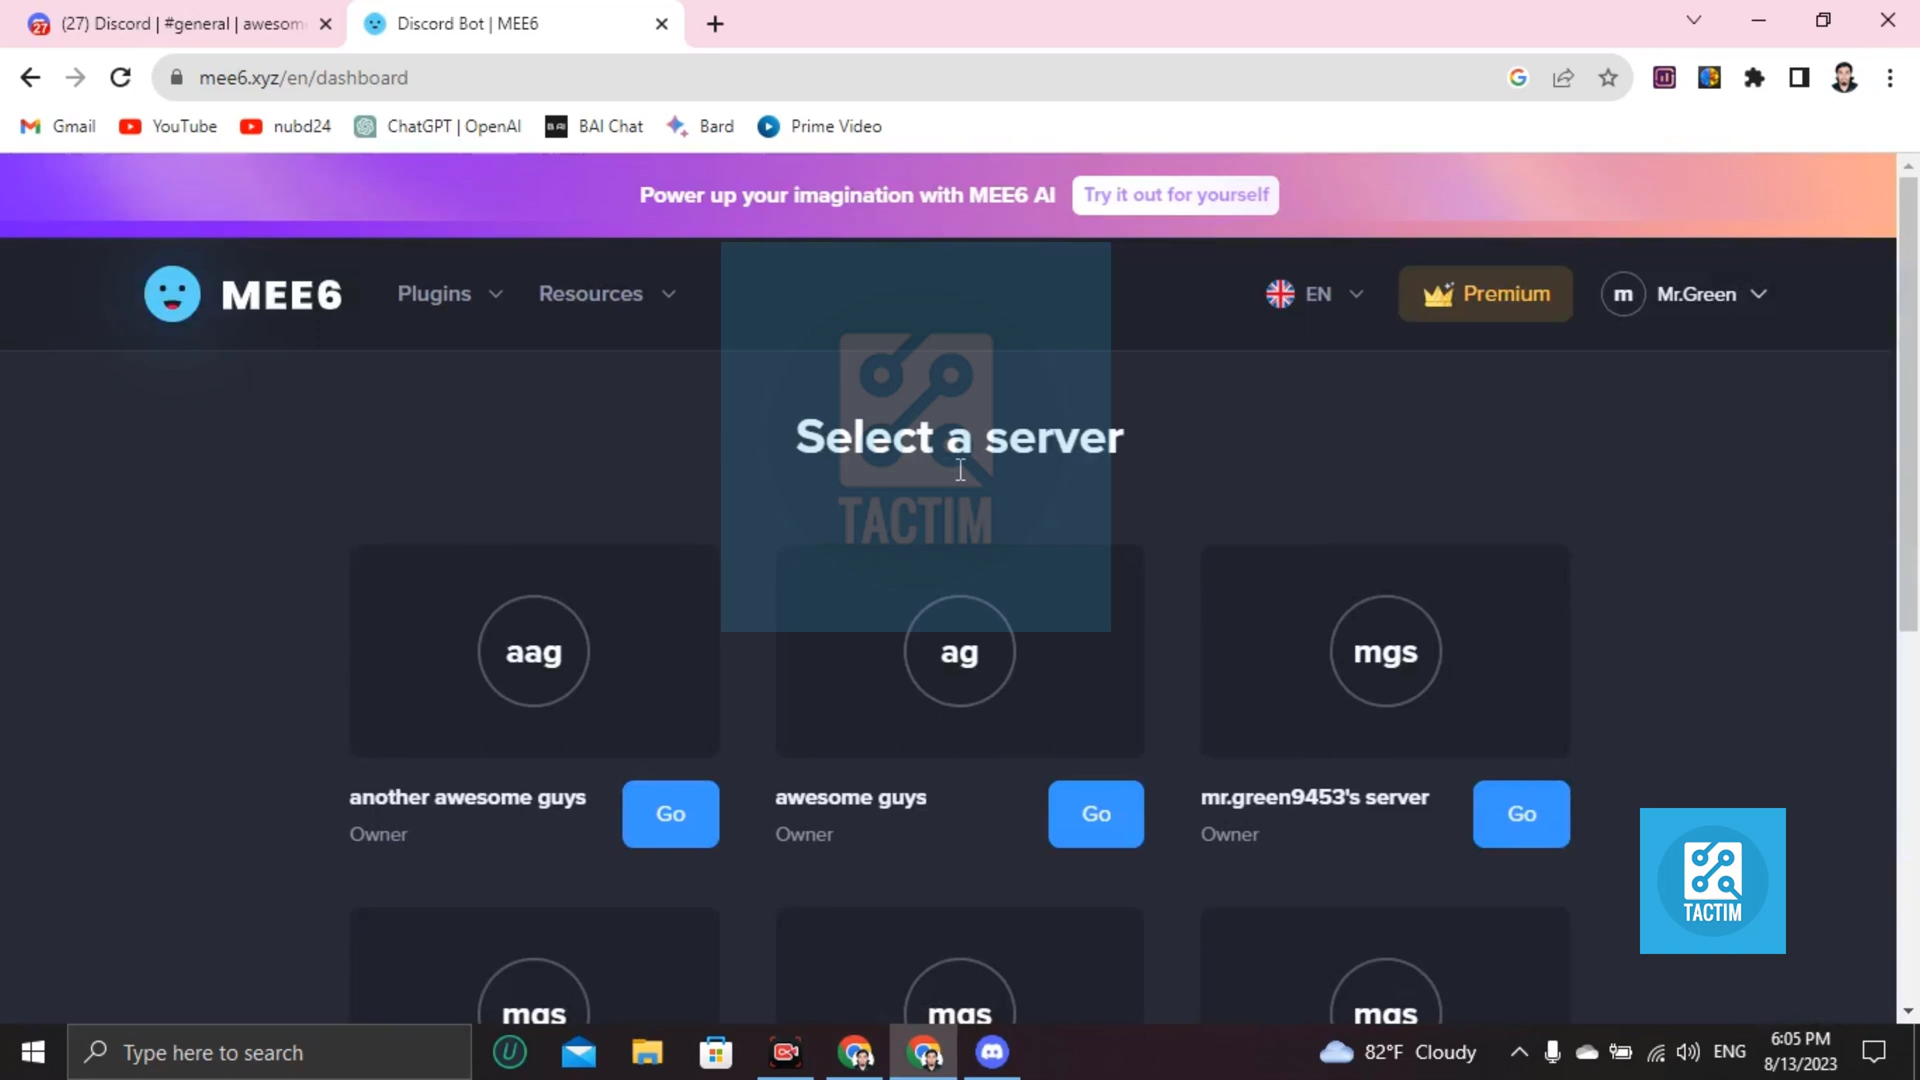 (27) Discord | #general | awesom
Discord Bot | MEE6
mee6.xyz/en/dashboard
Gmail
YouTube
nubd24
ChatGPT | OpenAI
BAI Chat
Bard
Prime Video
Power up your imagination with MEE6 AI
Try it out for yourself
MEE6
Plugins
Resources
EN
Premium
m
Mr.Green
Select a server
TACTIM
aag
ag
mgs
another awesome guys
Owner
Go
awesome guys
Owner
Go
mr.green9453's server
Owner
Go
TACTIM
mgs
mgs
mgs
Type here to search
82°F Cloudy
ENG
6:05 PM
8/13/2023